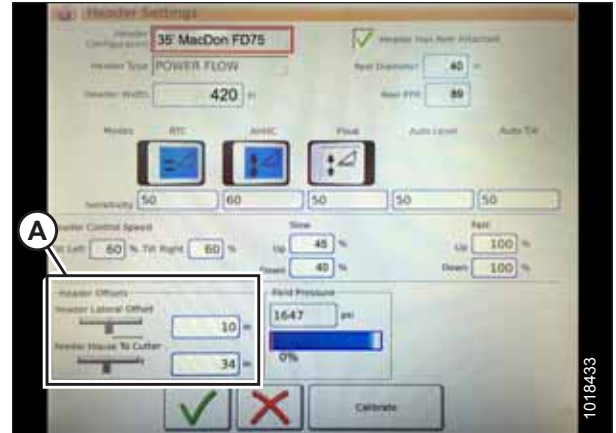 Header Settings
Header Configuration 35' MacDon FD75 Header Has Reel Attached
Header Type POWER FLOW Reel Diameter 40 in
Header Width 420 in Reel PPR 89
Modes RTC AHHC Float Auto Level Auto Tilt
Sensitivity 50 60 50 50 50
Header Control Speed Slow Fast
Tilt Left 60 % Tilt Right 60 % Up 45 % Up 100 %
Down 40 % Down 100 %
A
Header Offsets Field Pressure
Header Lateral Offset 1647 psi
10 in
Feeder House To Cutter 0%
34 in
Calibrate
1018433